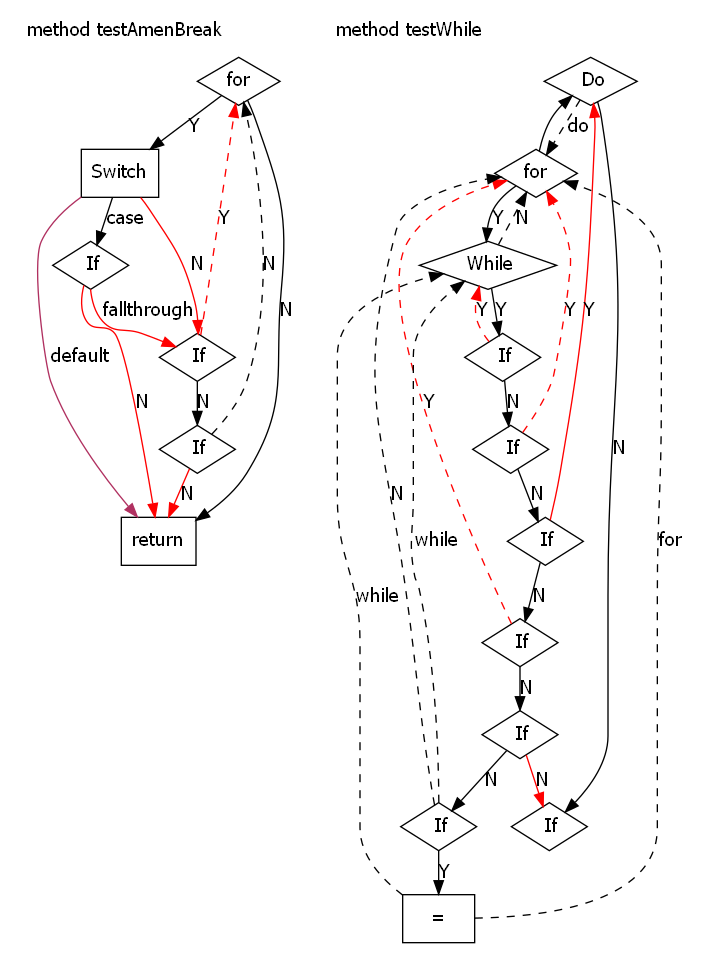 method testAmenBreak
method testWhile
for
Do
Y
do
Switch
for
case
Y
Y
N
If
N
N
While
fallthrough
N
Y
Y
Y
Y
default
If
If
N
N
Y
N
If
N
If
N
N
N
while
return
If
for
while
N
If
N
If
N
N
If
If
Y
=